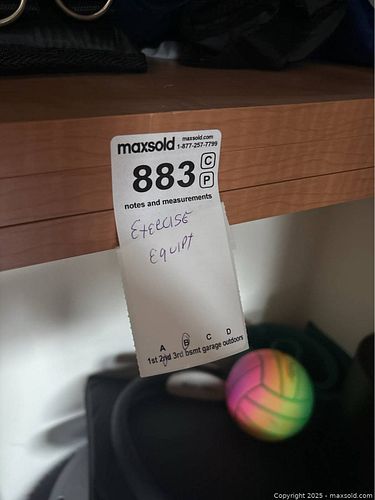 maxsold maxsold.com
1-877-257-7799
883 C
P
notes and measurements
EXERCISE
EQUIPT
A B C D
1st 2nd 3rd bsmt garage outdoors
Copyright 2025 - maxsold.com